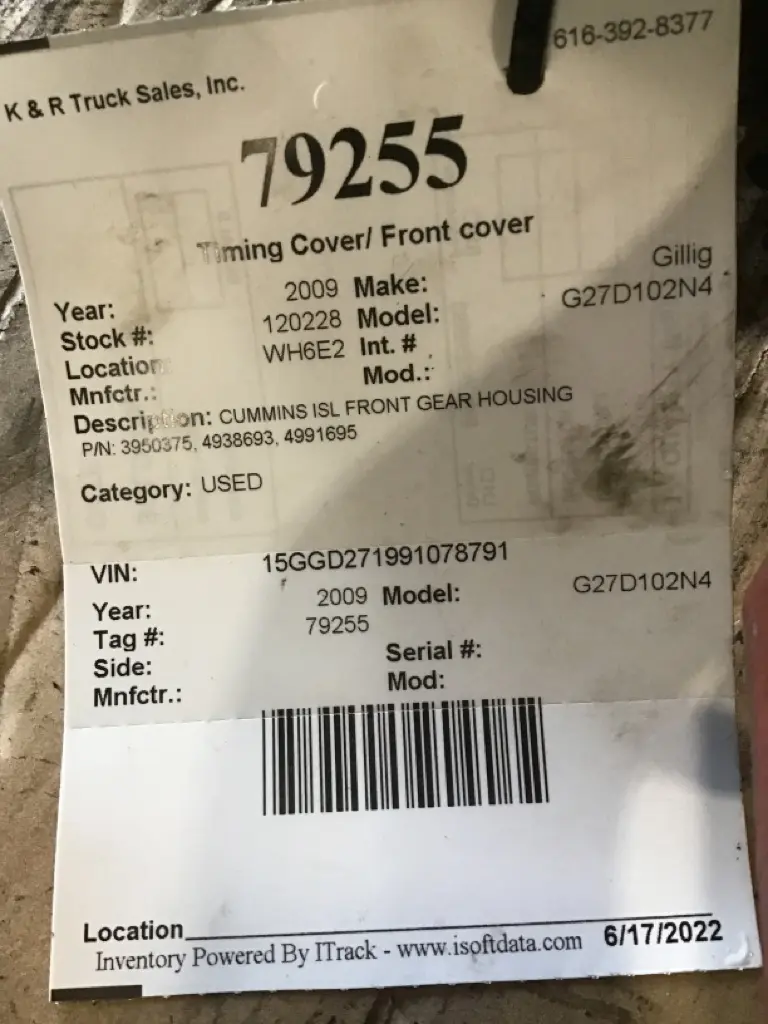 616-392-8377
K & R Truck Sales, Inc.
79255
Timing Cover/ Front cover
Year: 2009 Make: Gillig
Stock #: 120228 Model: G27D102N4
Location: WH6E2 Int. #
Mnfctr.: Mod.:
Description: CUMMINS ISL FRONT GEAR HOUSING
P/N: 3950375, 4938693, 4991695
Category: USED
VIN: 15GGD271991078791
Year: 2009 Model: G27D102N4
Tag #: 79255
Side: Serial #:
Mnfctr.: Mod:
Location
Inventory Powered By ITrack - www.isoftdata.com 6/17/2022